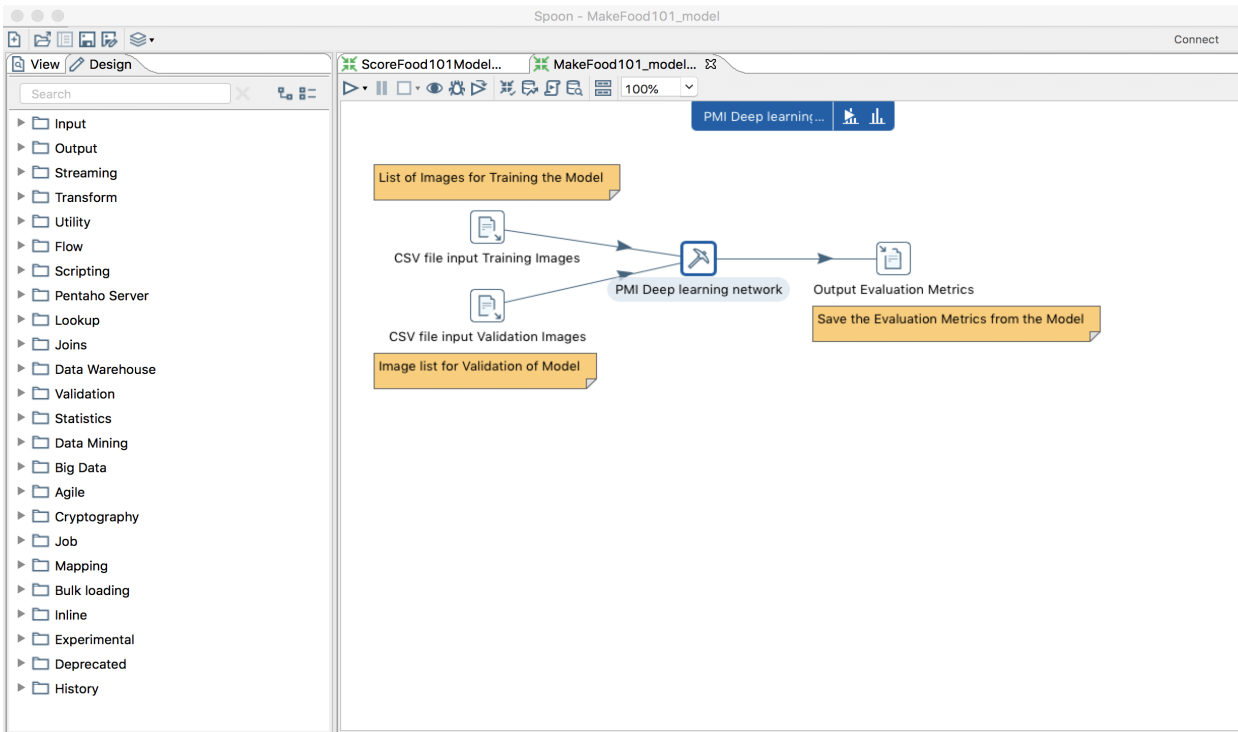 Spoon - MakeFood101_model
Connect
View
Design
ScoreFood101Model...
MakeFood101_model...
Search
100%
PMI Deep learning...
Input
Output
Streaming
Transform
Utility
Flow
Scripting
Pentaho Server
Lookup
Joins
Data Warehouse
Validation
Statistics
Data Mining
Big Data
Agile
Cryptography
Job
Mapping
Bulk loading
Inline
Experimental
Deprecated
History
List of Images for Training the Model
CSV file input Training Images
PMI Deep learning network
Output Evaluation Metrics
Save the Evaluation Metrics from the Model
CSV file input Validation Images
Image list for Validation of Model